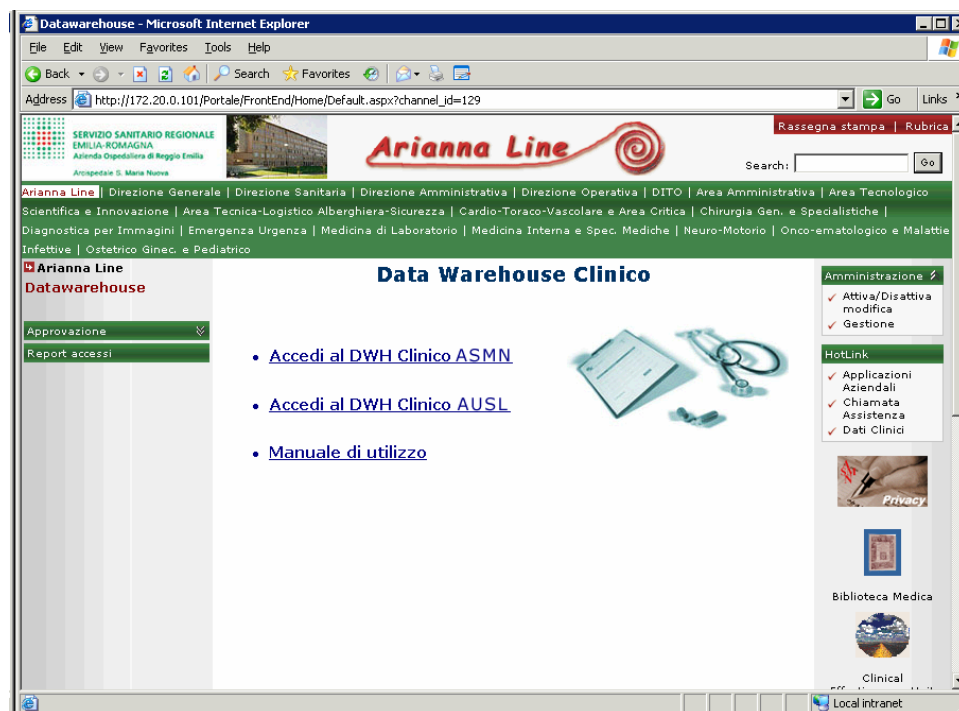 Datawarehouse - Microsoft Internet Explorer
File Edit View Favorites Tools Help
Back Search Favorites
Address http://172.20.0.101/Portale/FrontEnd/Home/Default.aspx?channel_id=129 Go Links
SERVIZIO SANITARIO REGIONALE
EMILIA-ROMAGNA
Azienda Ospedaliera di Reggio Emilia
Arcispedale S. Maria Nuova
Arianna Line
Rassegna stampa | Rubrica
Search: Go
Arianna Line | Direzione Generale | Direzione Sanitaria | Direzione Amministrativa | Direzione Operativa | DITO | Area Amministrativa | Area Tecnologico
Scientifica e Innovazione | Area Tecnica-Logistico Alberghiera-Sicurezza | Cardio-Toraco-Vascolare e Area Critica | Chirurgia Gen. e Specialistiche |
Diagnostica per Immagini | Emergenza Urgenza | Medicina di Laboratorio | Medicina Interna e Spec. Mediche | Neuro-Motorio | Onco-ematologico e Malattie
Infettive | Ostetrico Ginec. e Pediatrico
Arianna Line
Datawarehouse
Approvazione
Report accessi
Data Warehouse Clinico
• Accedi al DWH Clinico ASMN
• Accedi al DWH Clinico AUSL
• Manuale di utilizzo
Amministrazione
Attiva/Disattiva
modifica
Gestione
HotLink
Applicazioni
Aziendali
Chiamata
Assistenza
Dati Clinici
Privacy
Biblioteca Medica
Clinical
Local intranet